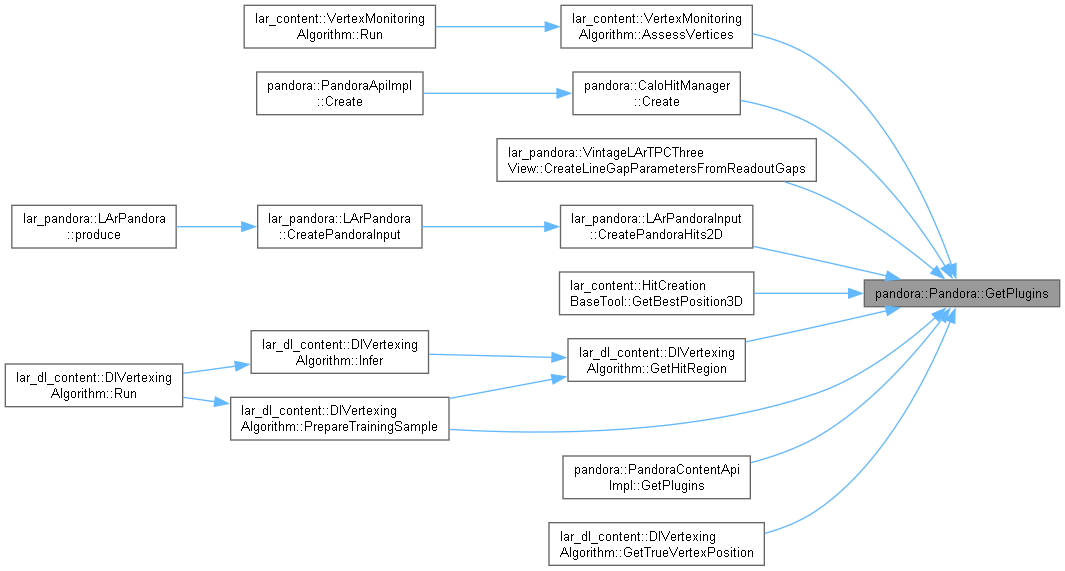 lar_content::VertexMonitoring
Algorithm::Run
lar_content::VertexMonitoring
Algorithm::AssessVertices
pandora::PandoraApiImpl
::Create
pandora::CaloHitManager
::Create
lar_pandora::VintageLArTPCThree
View::CreateLineGapParametersFromReadoutGaps
lar_pandora::LArPandora
::produce
lar_pandora::LArPandora
::CreatePandoraInput
lar_pandora::LArPandoraInput
::CreatePandoraHits2D
pandora::Pandora::GetPlugins
lar_content::HitCreation
BaseTool::GetBestPosition3D
lar_dl_content::DlVertexing
Algorithm::Infer
lar_dl_content::DlVertexing
Algorithm::GetHitRegion
lar_dl_content::DlVertexing
Algorithm::Run
lar_dl_content::DlVertexing
Algorithm::PrepareTrainingSample
pandora::PandoraContentApi
Impl::GetPlugins
lar_dl_content::DlVertexing
Algorithm::GetTrueVertexPosition